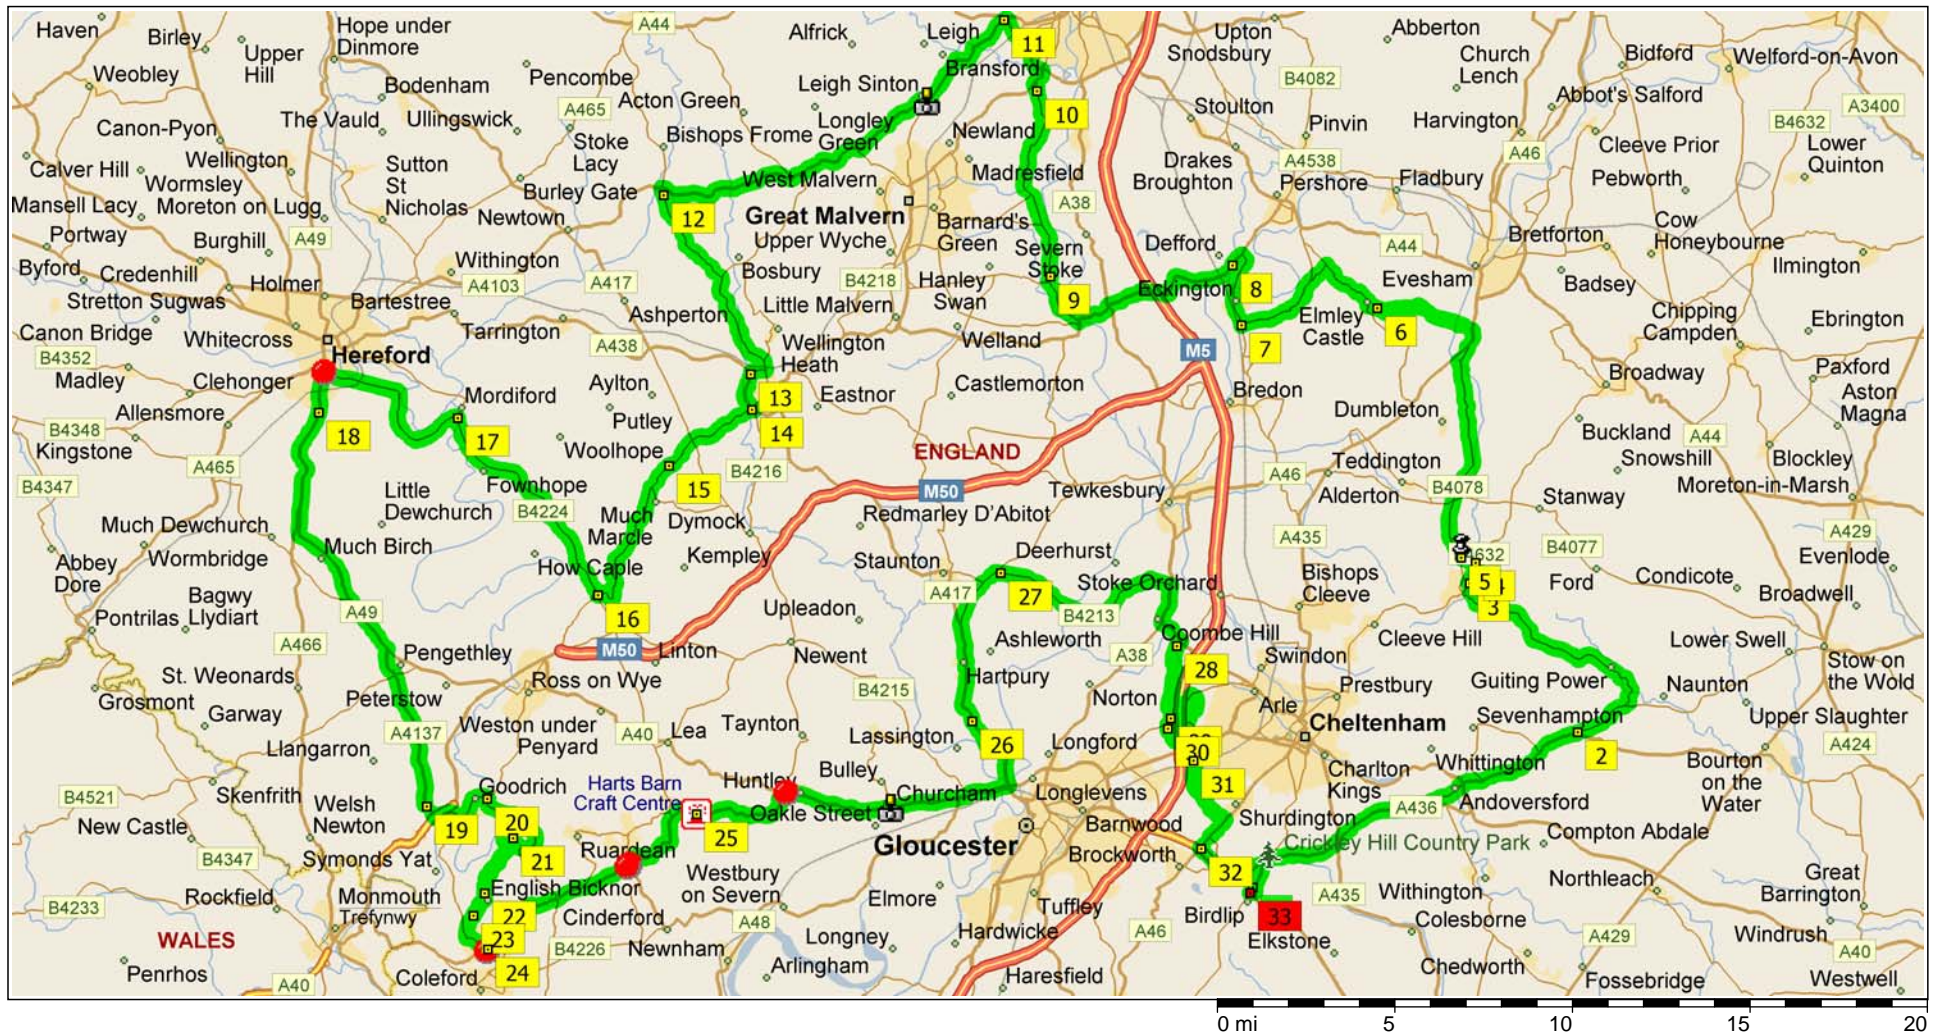 Haven
Birley
Upper
Hill
Hope under
Dinmore
A44
Alfrick
Leigh
11
Upton
Snodsbury
Abberton
Church
Lench
Bidford
Welford-on-Avon
Weobley
Bodenham
Pencombe
Bransford
Leigh Sinton
B4082
Abbot's Salford
A3400
The Vauld
Ullingswick
A465
Acton Green
10
Stoulton
Harvington
B4632
Canon-Pyon
Stoke
Lacy
Bishops Frome
Longley
Green
Newland
Pinvin
Cleeve Prior
Lower
Quinton
Calver Hill
Wellington
Sutton
St
Nicholas
Burley Gate
West Malvern
Madresfield
Drakes
Broughton
A4538
Pershore
Fladbury
A46
Pebworth
Wormsley
Mansell Lacy
Moreton on Lugg
Newtown
12
Great Malvern
A38
Cow
Honeybourne
Portway
Burghill
A49
Upper Wyche
Barnard's
Green
Severn
Stoke
Defford
A44
Bretforton
Ilmington
Byford
Credenhill
Holmer
Withington
A4103
A417
Bosbury
B4218
Hanley
Swan
9
Eckington
8
Evesham
Badsey
Stretton Sugwas
Bartestree
Ashperton
Little Malvern
Elmley
Castle
6
Chipping
Campden
Ebrington
Canon Bridge
Whitecross
Tarrington
A438
Wellington
Heath
Welland
M5
7
B4352
Hereford
Madley
Clehonger
Mordiford
Aylton
13
Eastnor
Castlemorton
Bredon
Broadway
Paxford
Aston
Magna
Allensmore
Putley
14
Dumbleton
B4348
Kingstone
18
17
Woolhope
ENGLAND
Buckland
A44
A465
B4216
A46
Teddington
Snowshill
Blockley
B4347
Little
Dewchurch
Fownhope
15
M50
Tewkesbury
Alderton
B4078
Stanway
Moreton-in-Marsh
B4224
Much
Marcle
Dymock
Redmarley D'Abitot
Much Dewchurch
A435
A429
Abbey
Dore
Wormbridge
Much Birch
How Caple
Kempley
Staunton
Deerhurst
4632
B4077
Evenlode
Bagwy
Llydiart
A49
16
Upleadon
A417
27
Stoke Orchard
Bishops
Cleeve
5
4
3
Ford
Condicote
Broadwell
Pontrilas
A466
B4213
M50
Linton
Newent
Ashleworth
A38
Coombe Hill
Cleeve Hill
Lower Swell
Stow on
the Wold
St. Weonards
Pengethley
Ross on Wye
Hartpury
28
Swindon
Grosmont
Peterstow
B4215
Norton
Prestbury
Guiting Power
Naunton
Garway
A4137
Weston under
Penyard
A40
Lea
Taynton
Lassington
26
Longford
Arle
Cheltenham
Sevenhampton
Upper Slaughter
A424
Llangarron
30
2
Goodrich
Harts Barn
Craft Centre
Huntley
Bulley
31
Charlton
Kings
Whittington
Bourton
on the
Water
B4521
Skenfrith
Welsh
Newton
Churcham
Longlevens
A436
Andoversford
New Castle
19
20
Oakle Street
25
Barnwood
Shurdington
Compton Abdale
B4347
Symonds Yat
21
Ruardean
Gloucester
Brockworth
Crickley Hill Country Park
Rockfield
Monmouth
Trefynwy
English Bicknor
Westbury
on Severn
Elmore
32
A435
Withington
Northleach
Great
Barrington
B4233
22
Cinderford
A48
Tuffley
Birdlip
33
Colesborne
WALES
23
B4226
Newnham
Longney
Hardwicke
A46
Elkstone
A429
Windrush
Penrhos
A40
Coleford
24
Arlingham
Haresfield
Chedworth
Fossebridge
A40
Westwell
0 mi
5
10
15
20